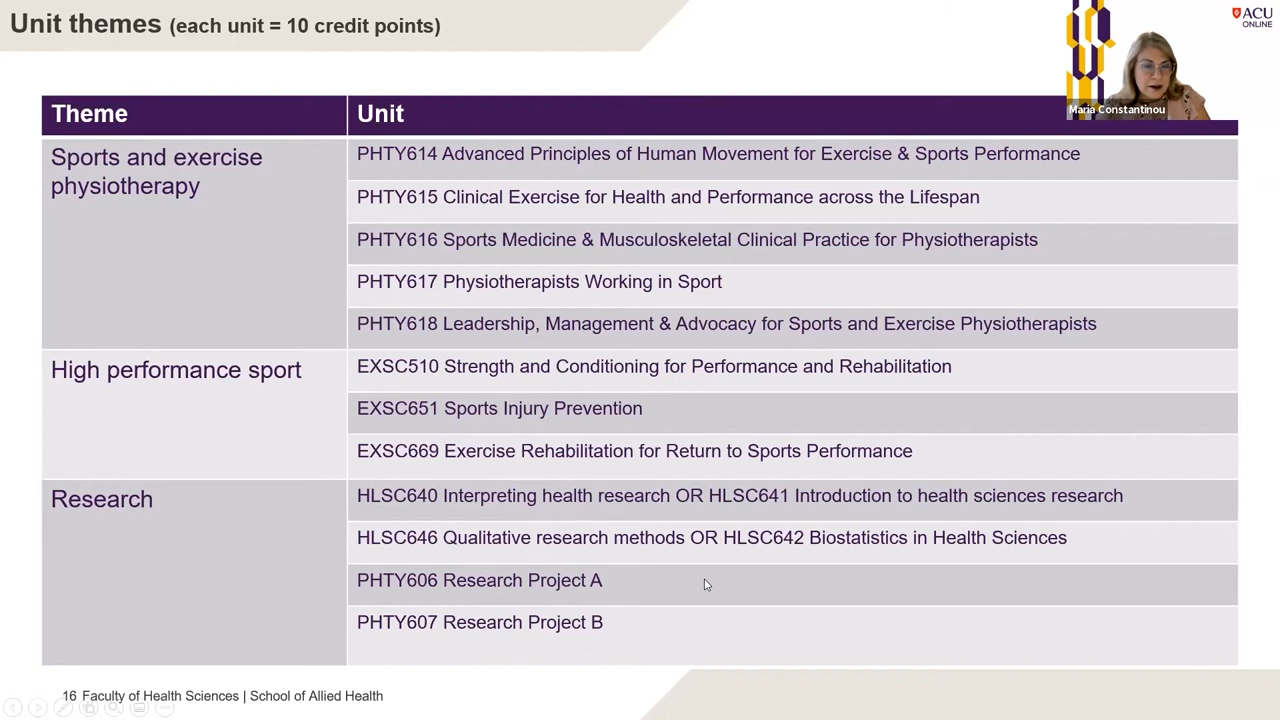 Unit themes (each unit = 10 credit points)
ACU
ONLINE
Maria Constantinou
Theme
Unit
Sports and exercise
physiotherapy
PHTY614 Advanced Principles of Human Movement for Exercise & Sports Performance
PHTY615 Clinical Exercise for Health and Performance across the Lifespan
PHTY616 Sports Medicine & Musculoskeletal Clinical Practice for Physiotherapists
PHTY617 Physiotherapists Working in Sport
PHTY618 Leadership, Management & Advocacy for Sports and Exercise Physiotherapists
High performance sport
EXSC510 Strength and Conditioning for Performance and Rehabilitation
EXSC651 Sports Injury Prevention
EXSC669 Exercise Rehabilitation for Return to Sports Performance
Research
HLSC640 Interpreting health research OR HLSC641 Introduction to health sciences research
HLSC646 Qualitative research methods OR HLSC642 Biostatistics in Health Sciences
PHTY606 Research Project A
PHTY607 Research Project B
16 Faculty of Health Sciences | School of Allied Health